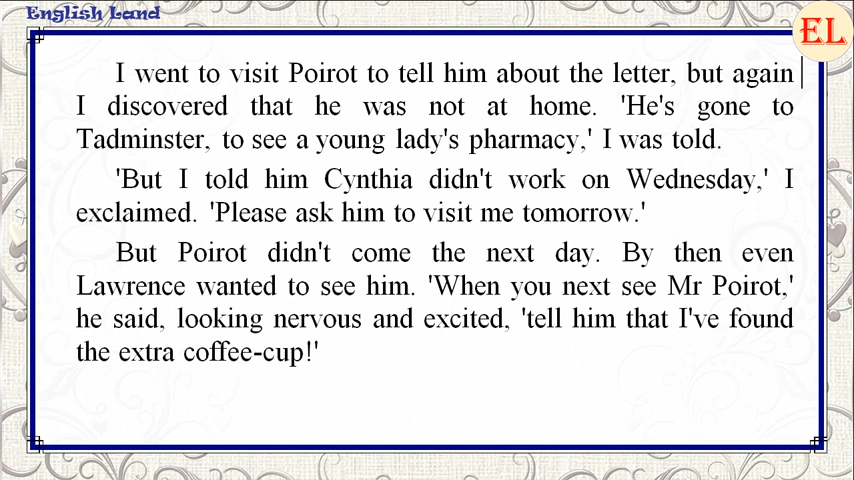 English Land
EL
I went to visit Poirot to tell him about the letter, but again
I discovered that he was not at home. 'He's gone to
Tadminster, to see a young lady's pharmacy,' I was told.
'But I told him Cynthia didn't work on Wednesday,' I
exclaimed. 'Please ask him to visit me tomorrow.'
But Poirot didn't come the next day. By then even
Lawrence wanted to see him. 'When you next see Mr Poirot,'
he said, looking nervous and excited, 'tell him that I've found
the extra coffee-cup!'